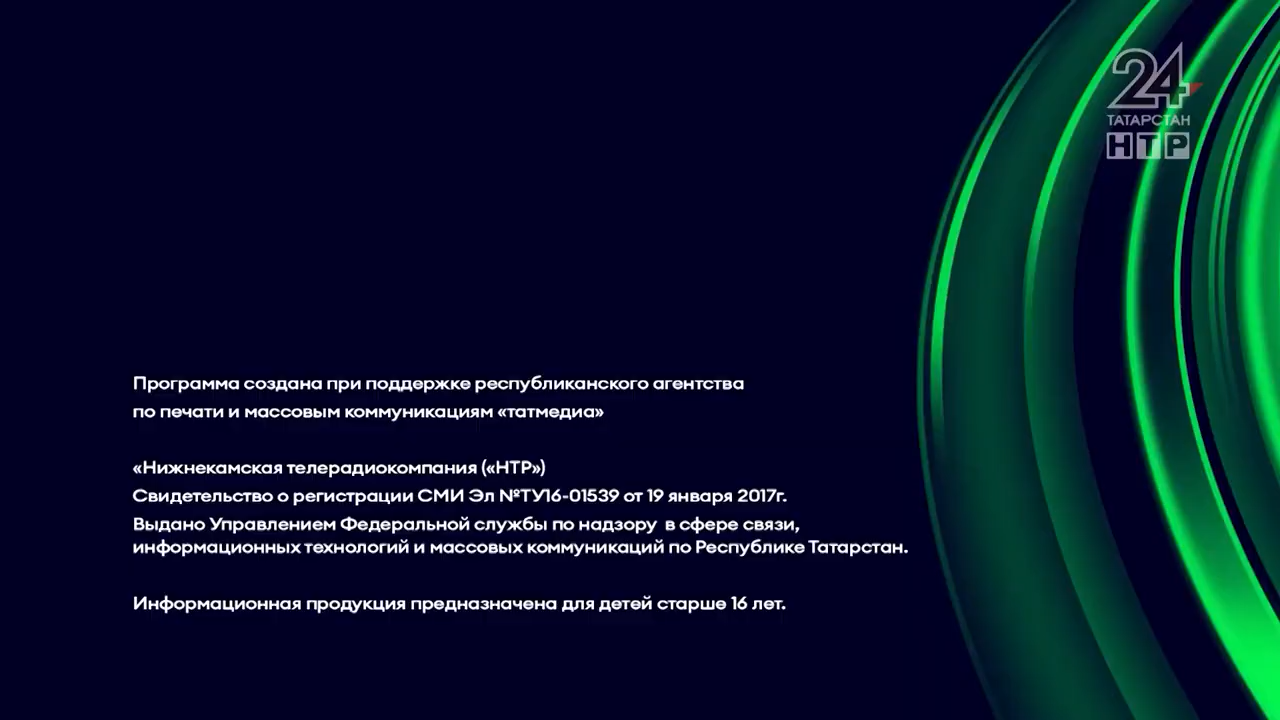 24
ТАТАРСТАН
НТР
Программа создана при поддержке республиканского агентства
по печати и массовым коммуникациям «татмедиа»
«Нижнекамская телерадиокомпания («НТР»)
Свидетельство о регистрации СМИ Эл №ТУ16-01539 от 19 января 2017г.
Выдано Управлением Федеральной службы по надзору в сфере связи,
информационных технологий и массовых коммуникаций по Республике Татарстан.
Информационная продукция предназначена для детей старше 16 лет.